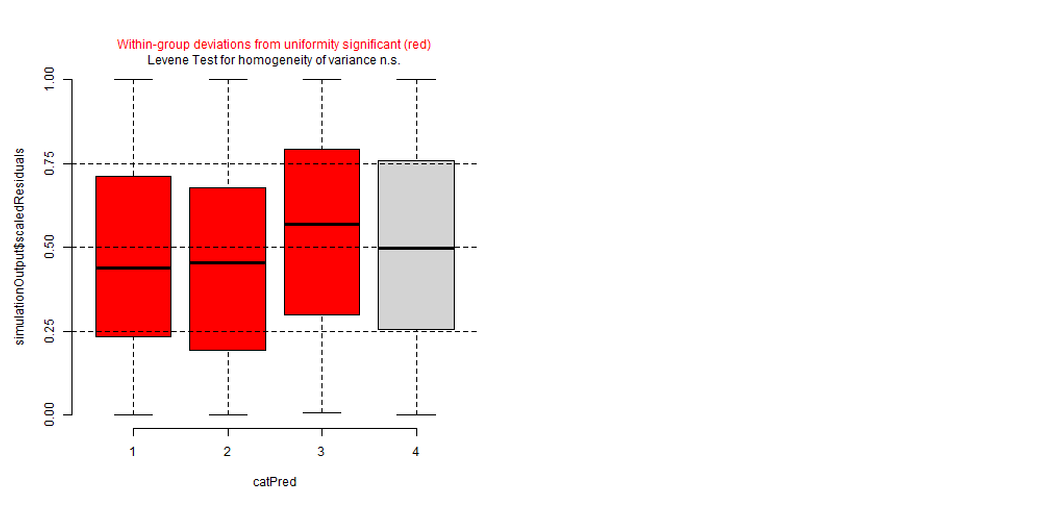 Within-group deviations from uniformity significant (red)
Levene Test for homogeneity of variance n.s.
simulationOutput$scaledResiduals
1.00
0.75
0.50
0.25
0.00
1 2 3 4
catPred